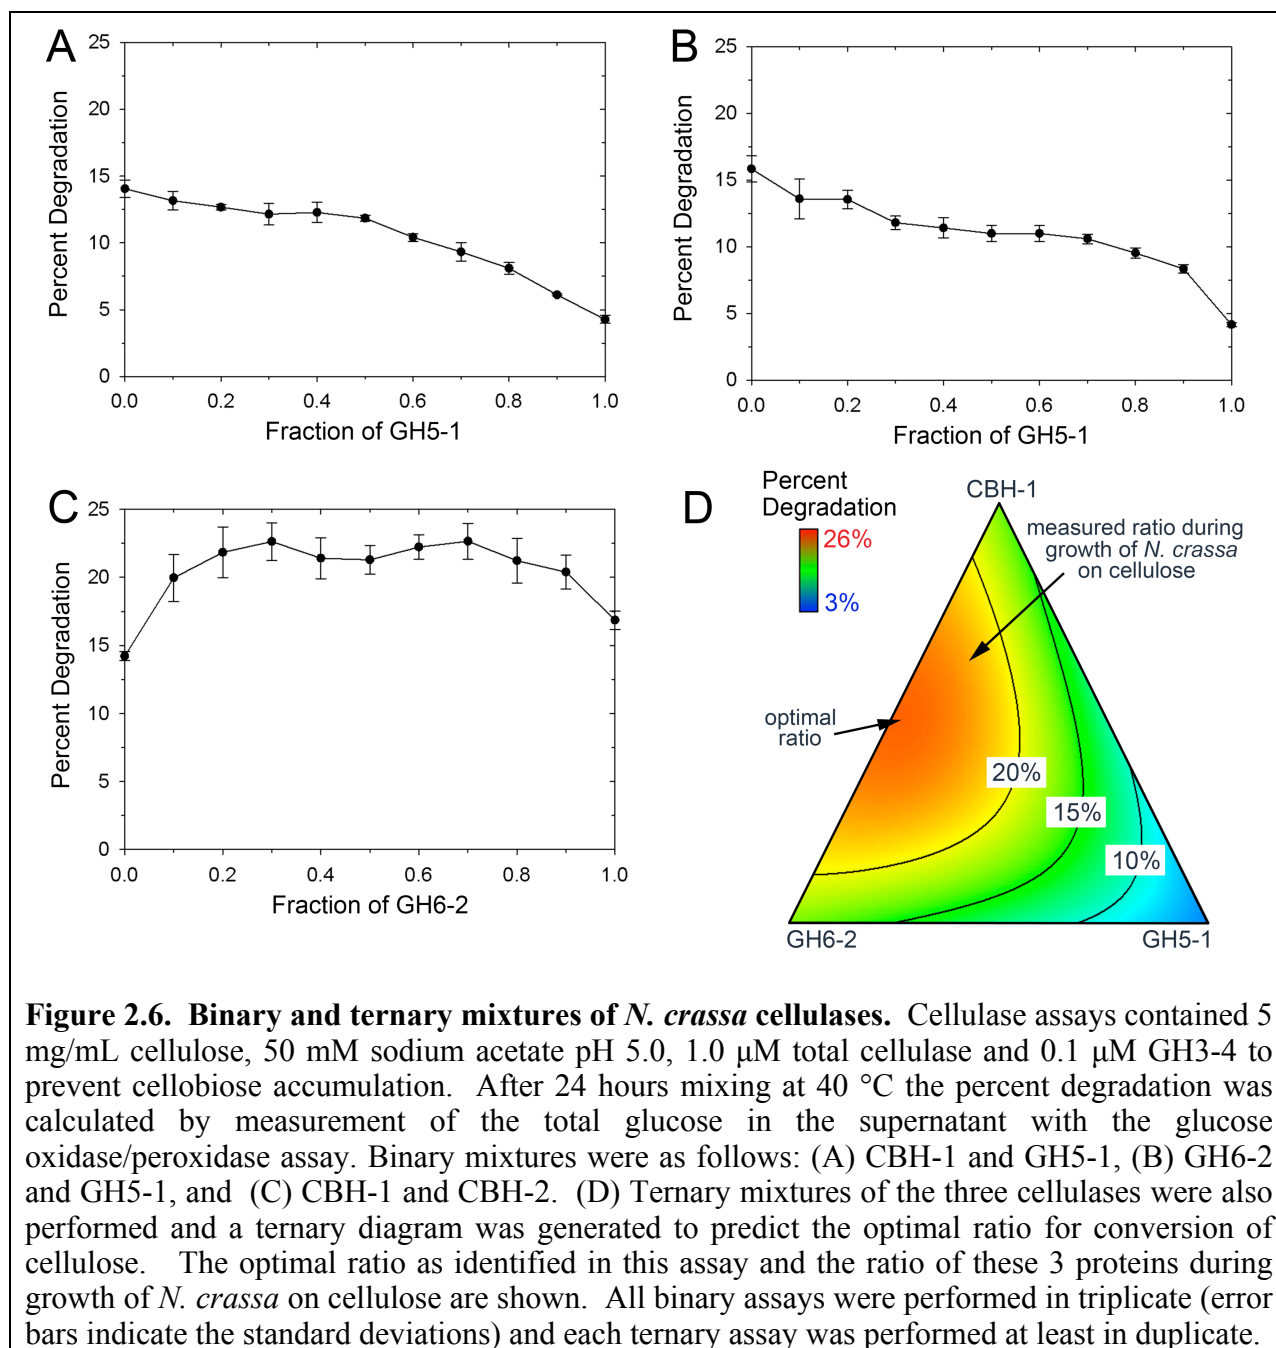 A
25
20
15
10
5
0
Percent Degradation
0.0 0.2 0.4 0.6 0.8 1.0
Fraction of GH5-1
B
25
20
15
10
5
0
Percent Degradation
0.0 0.2 0.4 0.6 0.8 1.0
Fraction of GH5-1
C
25
20
15
10
5
0
Percent Degradation
0.0 0.2 0.4 0.6 0.8 1.0
Fraction of GH6-2
D
Percent
Degradation
26%
3%
CBH-1
measured ratio during
growth of N. crassa
on cellulose
optimal
ratio
20%
15%
10%
GH6-2
GH5-1
Figure 2.6. Binary and ternary mixtures of N. crassa cellulases. Cellulase assays contained 5
mg/mL cellulose, 50 mM sodium acetate pH 5.0, 1.0 μM total cellulase and 0.1 μM GH3-4 to
prevent cellobiose accumulation. After 24 hours mixing at 40 °C the percent degradation was
calculated by measurement of the total glucose in the supernatant with the glucose
oxidase/peroxidase assay. Binary mixtures were as follows: (A) CBH-1 and GH5-1, (B) GH6-2
and GH5-1, and (C) CBH-1 and CBH-2. (D) Ternary mixtures of the three cellulases were also
performed and a ternary diagram was generated to predict the optimal ratio for conversion of
cellulose. The optimal ratio as identified in this assay and the ratio of these 3 proteins during
growth of N. crassa on cellulose are shown. All binary assays were performed in triplicate (error
bars indicate the standard deviations) and each ternary assay was performed at least in duplicate.